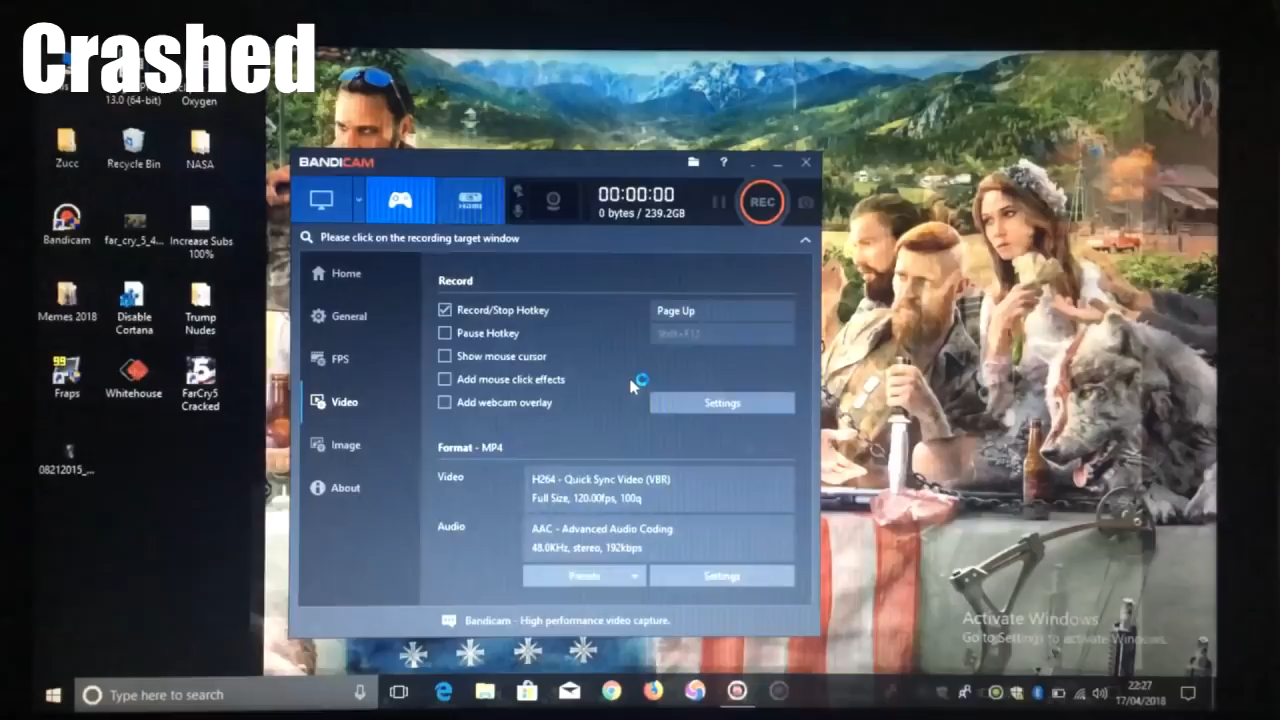 Crashed
13.0 (64-bit)
Oxygen
Zucc
Recycle Bin
NASA
Bandicam
far_cry_5_4...
Increase Subs
100%
Memes 2018
Disable
Cortana
Trump
Nudes
99
Fraps
Whitehouse
5
FarCry5
Cracked
08212015_...
BANDICAM
?
00:00:00
0 bytes / 239.2GB
REC
Please click on the recording target window
Home
General
FPS
Video
Image
About
Record
Record/Stop Hotkey
Page Up
Pause Hotkey
Shift+F12
Show mouse cursor
Add mouse click effects
Add webcam overlay
Settings
Format - MP4
Video
H264 - Quick Sync Video (VBR)
Full Size, 120.00fps, 100q
Audio
AAC - Advanced Audio Coding
48.0KHz, stereo, 192kbps
Presets
Settings
Bandicam - High performance video capture.
Activate Windows
Go to Settings to activate Windows.
Type here to search
22:27
17/04/2018